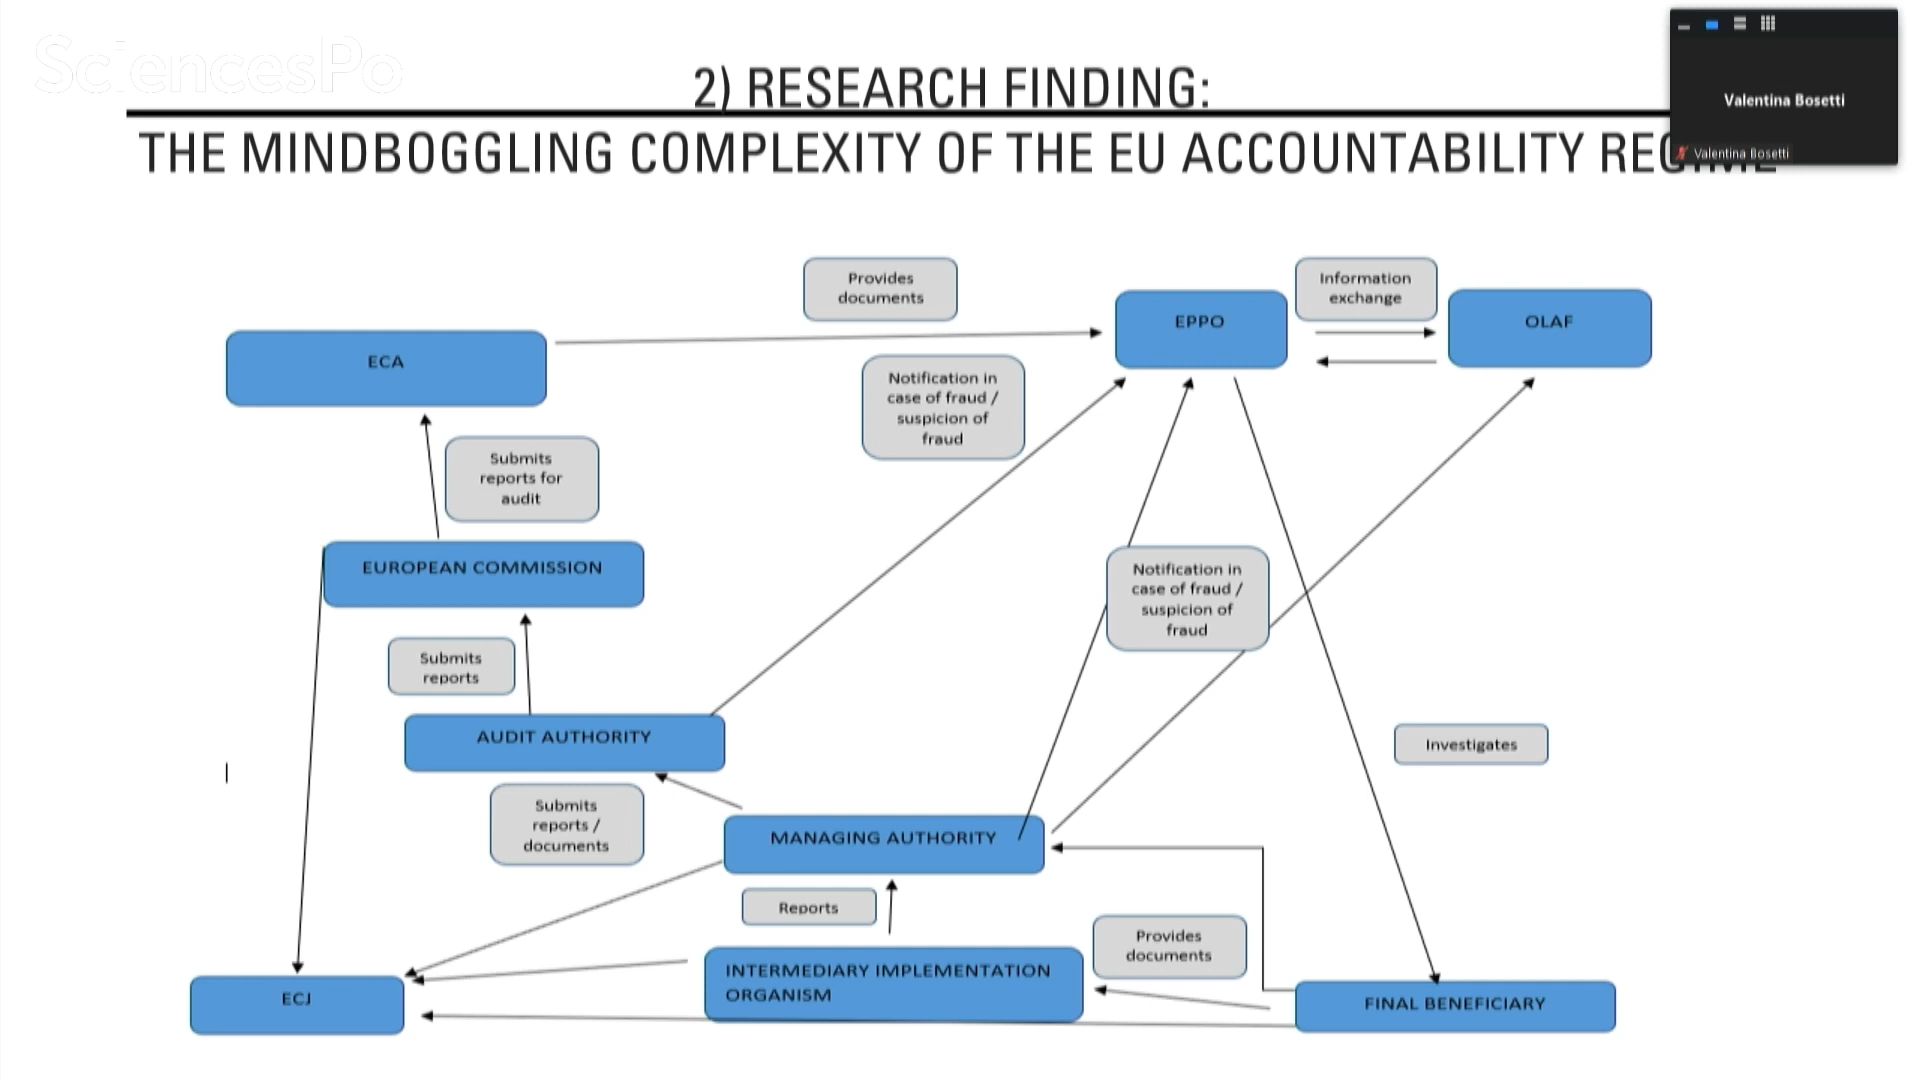 SciencesPo
2) RESEARCH FINDING:
THE MINDBOGGLING COMPLEXITY OF THE EU ACCOUNTABILITY REGIME
Valentina Bosetti
Valentina Bosetti
Provides
documents
Information
exchange
EPPO
OLAF
ECA
Notification in
case of fraud /
suspicion of
fraud
Submits
reports for
audit
EUROPEAN COMMISSION
Notification in
case of fraud /
suspicion of
fraud
Submits
reports
AUDIT AUTHORITY
Investigates
Submits
reports /
documents
MANAGING AUTHORITY
Reports
Provides
documents
INTERMEDIARY IMPLEMENTATION
ORGANISM
ECJ
FINAL BENEFICIARY